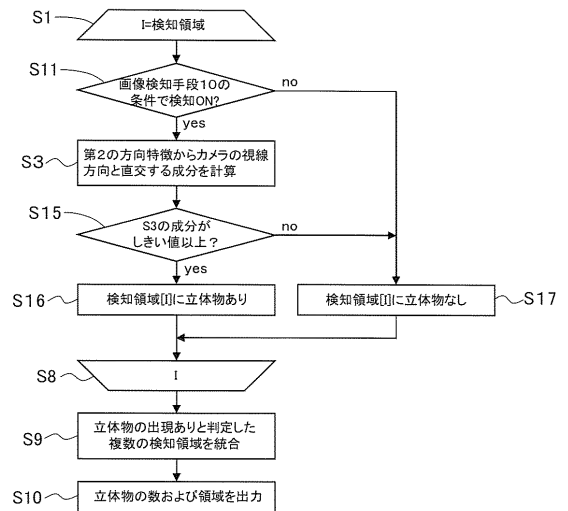 S1
I=検知領域
S11
画像検知手段10の
条件で検知ON?
no
yes
S3
第2の方向特徴からカメラの視線
方向と直交する成分を計算
S15
S3の成分が
しきい値以上?
no
yes
S16
検知領域[I]に立体物あり
検知領域[I]に立体物なし
S17
S8
I
S9
立体物の出現ありと判定した
複数の検知領域を統合
S10
立体物の数および領域を出力